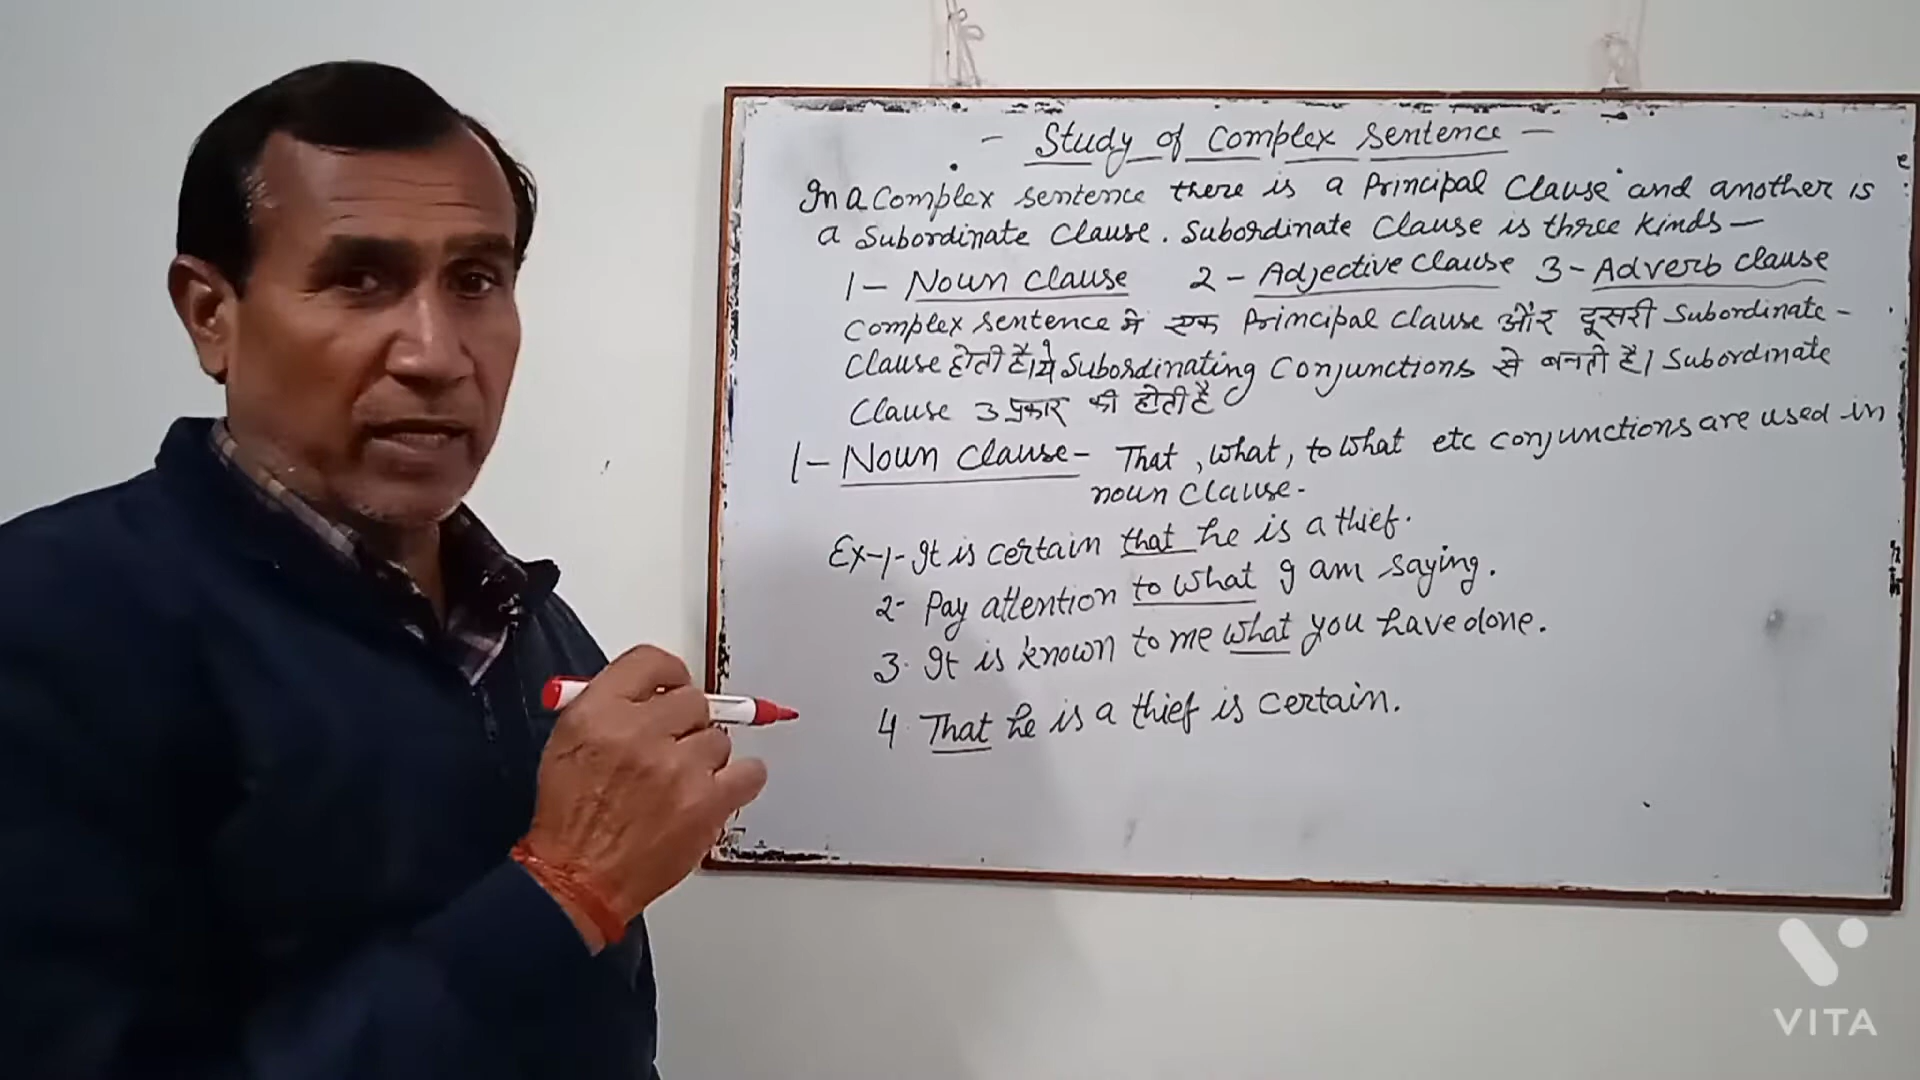 - Study of Complex Sentence -
In a Complex sentence there is a Principal Clause and another is
a Subordinate Clause. Subordinate Clause is three kinds -
1- Noun Clause 2- Adjective Clause 3- Adverb Clause
Complex sentence मे एक Principal Clause और दूसरी Subordinate -
Clause होती है। ये Subordinating Conjunctions से बनती है। Subordinate
Clause 3 प्रकार की होती है
1- Noun Clause - That, what, to what etc conjunctions are used in
noun clause -
Ex-1- It is certain that he is a thief.
2- Pay attention to what I am saying.
3. It is known to me what you have done.
4. That he is a thief is certain.
VITA